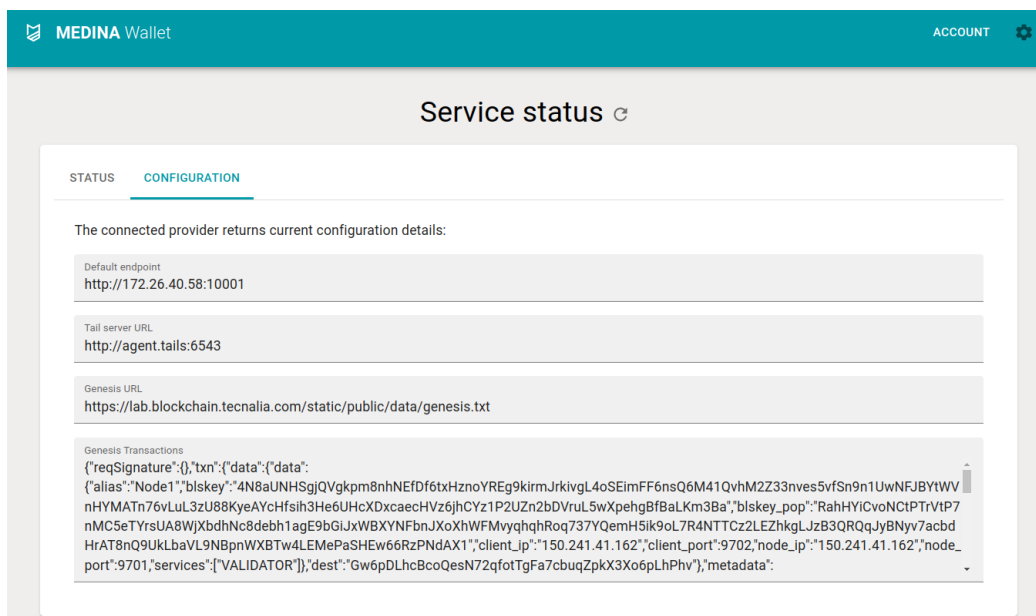 MEDINA Wallet
ACCOUNT
Service status
STATUS CONFIGURATION
The connected provider returns current configuration details:
Default endpoint
http://172.26.40.58:10001
Tail server URL
http://agent.tails:6543
Genesis URL
https://lab.blockchain.tecnalia.com/static/public/data/genesis.txt
Genesis Transactions
{"reqSignature":{},"txn":{"data":{"data":
{"alias":"Node1","blskey":"4N8aUNHSgjQVgkpm8nhNEfDf6txHznoYREg9kirmJrkivgL4oSEimFF6nsQ6M41QvhM2Z33nves5vfSn9n1UwNFJBYtWV
nHYMATn76vLuL3zU88KyeAYcHfsih3He6UHcXDxcaecHVz6jhCYz1P2UZn2bDVruL5wXpehgBfBaLKm3Ba","blskey_pop":"RahHYiCvoNCtPTrVtP7
nMC5eTYrsUA8WjXbdhNc8debh1agE9bGiJxWBXYNFbnJXoXhWFMvyqhqhRoq737YQemH5ik9oL7R4NTTCz2LEZhkgLJzB3QRQqJyBNyv7acbd
HrAT8nQ9UkLbaVL9NBpnWXBTw4LEMePaSHEw66RzPNdAX1","client_ip":"150.241.41.162","client_port":9702,"node_ip":"150.241.41.162","node_
port":9701,"services":["VALIDATOR"]},"dest":"Gw6pDLhcBcoQesN72qfotTgFa7cbuqZpkX3Xo6pLhPhv"},"metadata":